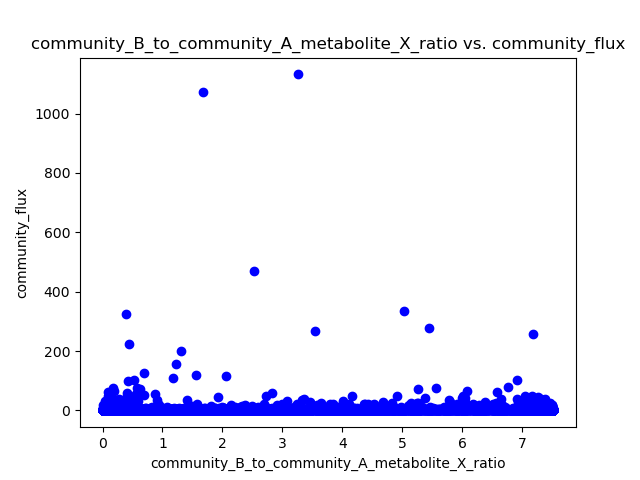 community_B_to_community_A_metabolite_X_ratio vs. community_flux
1000
800
600
400
200
0
community_flux
0 1 2 3 4 5 6 7
community_B_to_community_A_metabolite_X_ratio